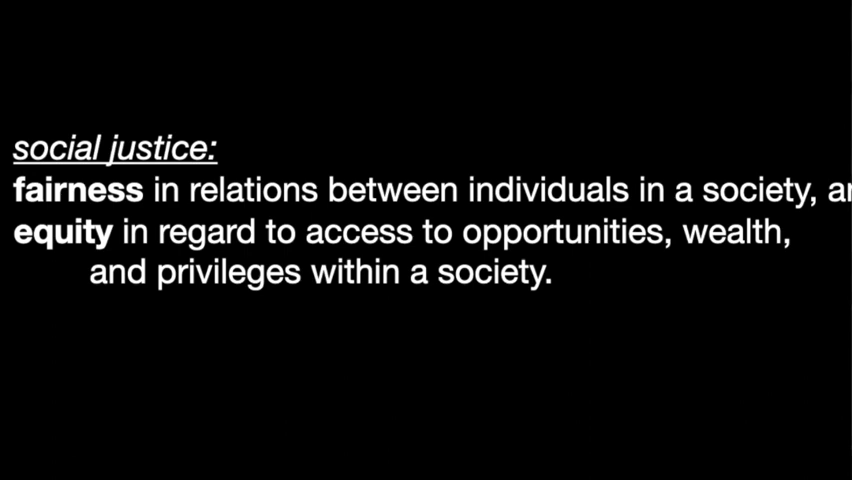 social justice:
fairness in relations between individuals in a society,
equity in regard to access to opportunities, wealth,
and privileges within a society.